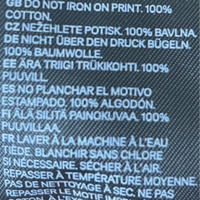 GB DO NOT IRON ON PRINT. 100%
COTTON.
CZ NEŽEHLETE POTISK. 100% BAVLNA.
DE NICHT ÜBER DEN DRUCK BÜGELN.
100% BAUMWOLLE.
EE ÄRA TRIIGI TRÜKIKOHTI. 100%
PUUVILL.
ES NO PLANCHAR EL MOTIVO
ESTAMPADO. 100% ALGODÓN.
FI ÄLÄ SILITÄ PAINOKUVAA. 100%
PUUVILLAA.
FR LAVER À LA MACHINE À L'EAU
TIÈDE. BLANCHIR SANS CHLORE
SI NÉCESSAIRE. SÉCHER À L'AIR.
REPASSER À TEMPÉRATURE MOYENNE.
PAS DE NETTOYAGE À SEC. NE PAS
REPASSER